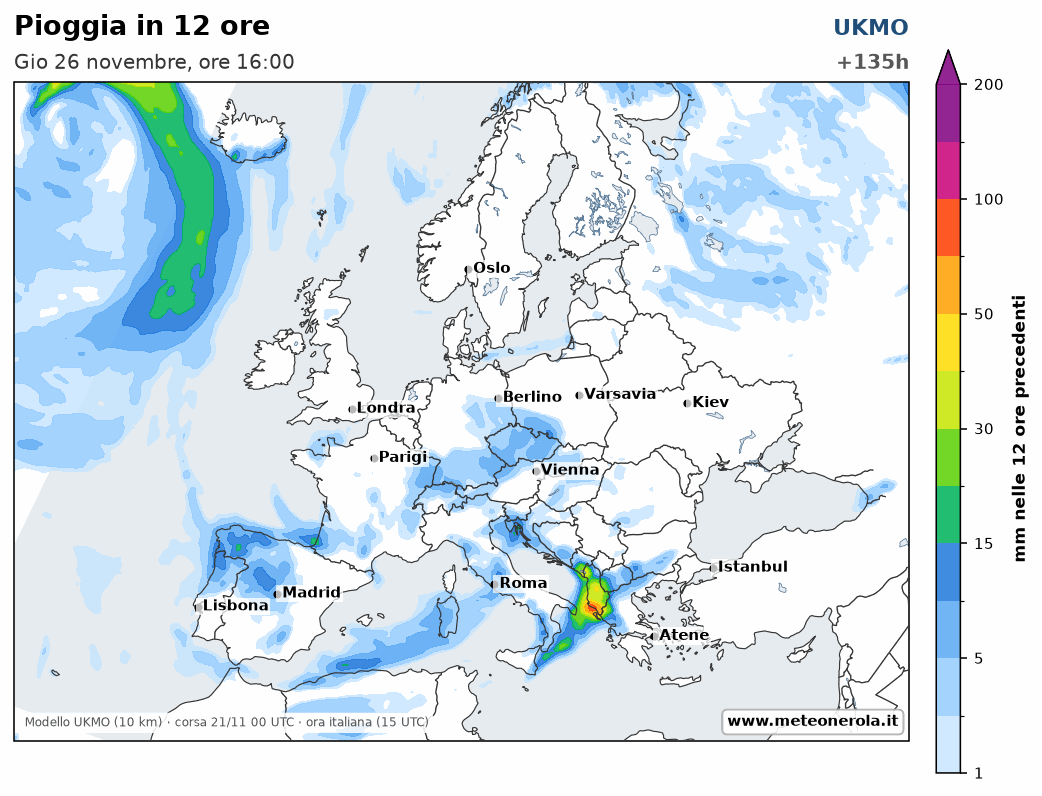 Pioggia in 12 ore
UKMO
Gio 26 novembre, ore 16:00
+135h
200
100
50
30
15
5
1
mm nelle 12 ore precedenti
Oslo
Berlino
Varsavia
Kiev
Londra
Parigi
Vienna
Istanbul
Roma
Madrid
Lisbona
Atene
Modello UKMO (10 km) · corsa 21/11 00 UTC · ora italiana (15 UTC)
www.meteonerola.it